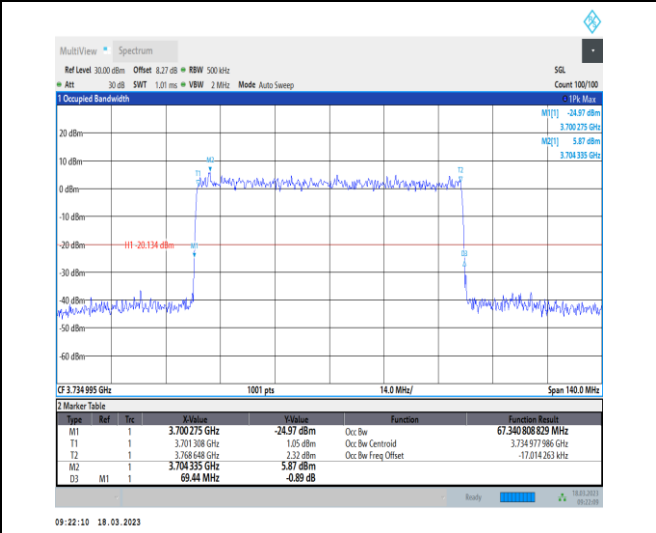 MultiView Spectrum
Ref Level 30.00 dBm Offset 8.27 dB RBW 500 kHz SGL
Att 30 dB SWT 1.01 ms VBW 2 MHz Mode Auto Sweep Count 100/100
1 Occupied Bandwidth 1Pk Max
M1[1] -24.97 dBm
3.700 275 GHz
M2[1] 5.87 dBm
3.704 335 GHz
20 dBm
10 dBm
M2
T1 T2
0 dBm
-10 dBm
-20 dBm H1 -20.134 dBm M1
D3
-30 dBm
-40 dBm
-50 dBm
-60 dBm
CF 3.734 995 GHz 1001 pts 14.0 MHz/ Span 140.0 MHz
2 Marker Table
Type Ref Trc X-Value Y-Value Function Function Result
M1 1 3.700 275 GHz -24.97 dBm Occ Bw 67.340 808 829 MHz
T1 1 3.701 308 GHz 1.05 dBm Occ Bw Centroid 3.734 977 986 GHz
T2 1 3.768 648 GHz 2.32 dBm Occ Bw Freq Offset -17.014 263 kHz
M2 1 3.704 335 GHz 5.87 dBm
D3 M1 1 69.44 MHz -0.89 dB
Ready 18.03.2023
09:22:09
09:22:10 18.03.2023